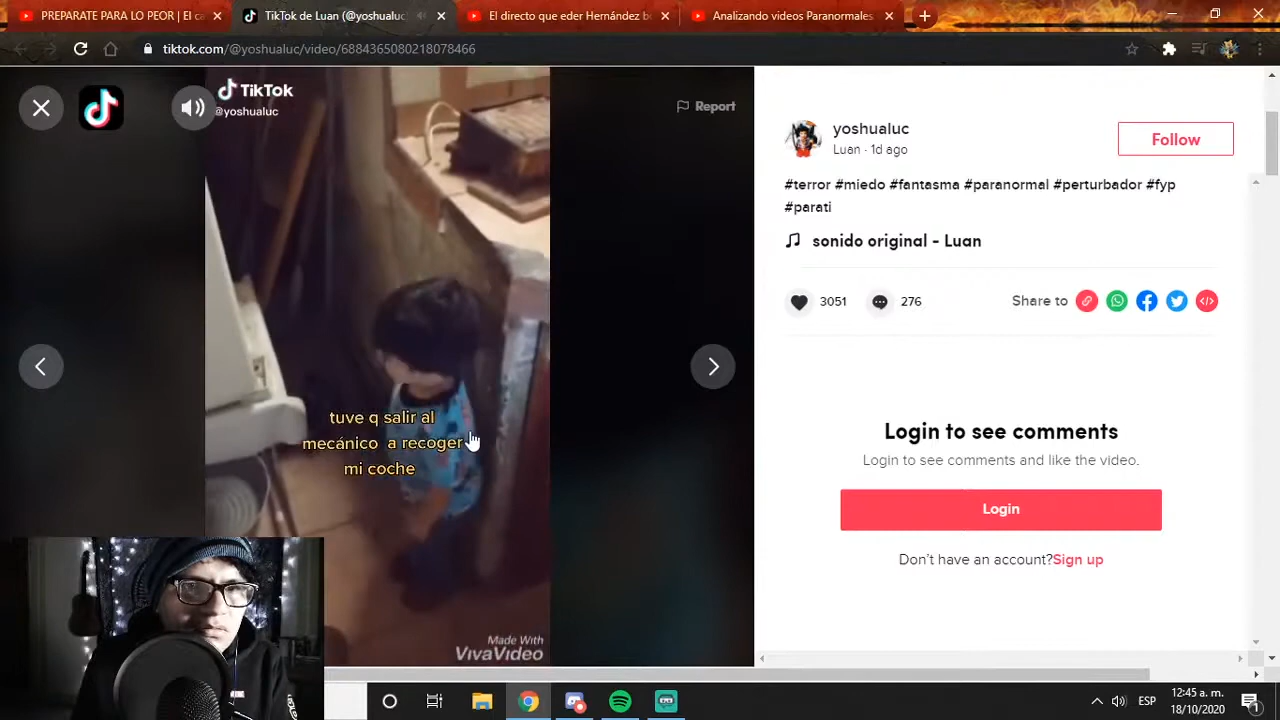 PREPARATE PARA LO PEOR | El ca
TikTok de Luan (@yoshualuc)
El directo que eder Hernández b
Analizando videos Paranormales
tiktok.com/@yoshualuc/video/6884365080218078466
TikTok
@yoshualuc
Report
tuve q salir al
mecánico a recoger
mi coche
Made With
VivaVideo
yoshualuc
Luan · 1d ago
Follow
#terror #miedo #fantasma #paranormal #perturbador #fyp
#parati
sonido original - Luan
3051
276
Share to
Login to see comments
Login to see comments and like the video.
Login
Don't have an account?Sign up
ESP
12:45 a. m.
18/10/2020